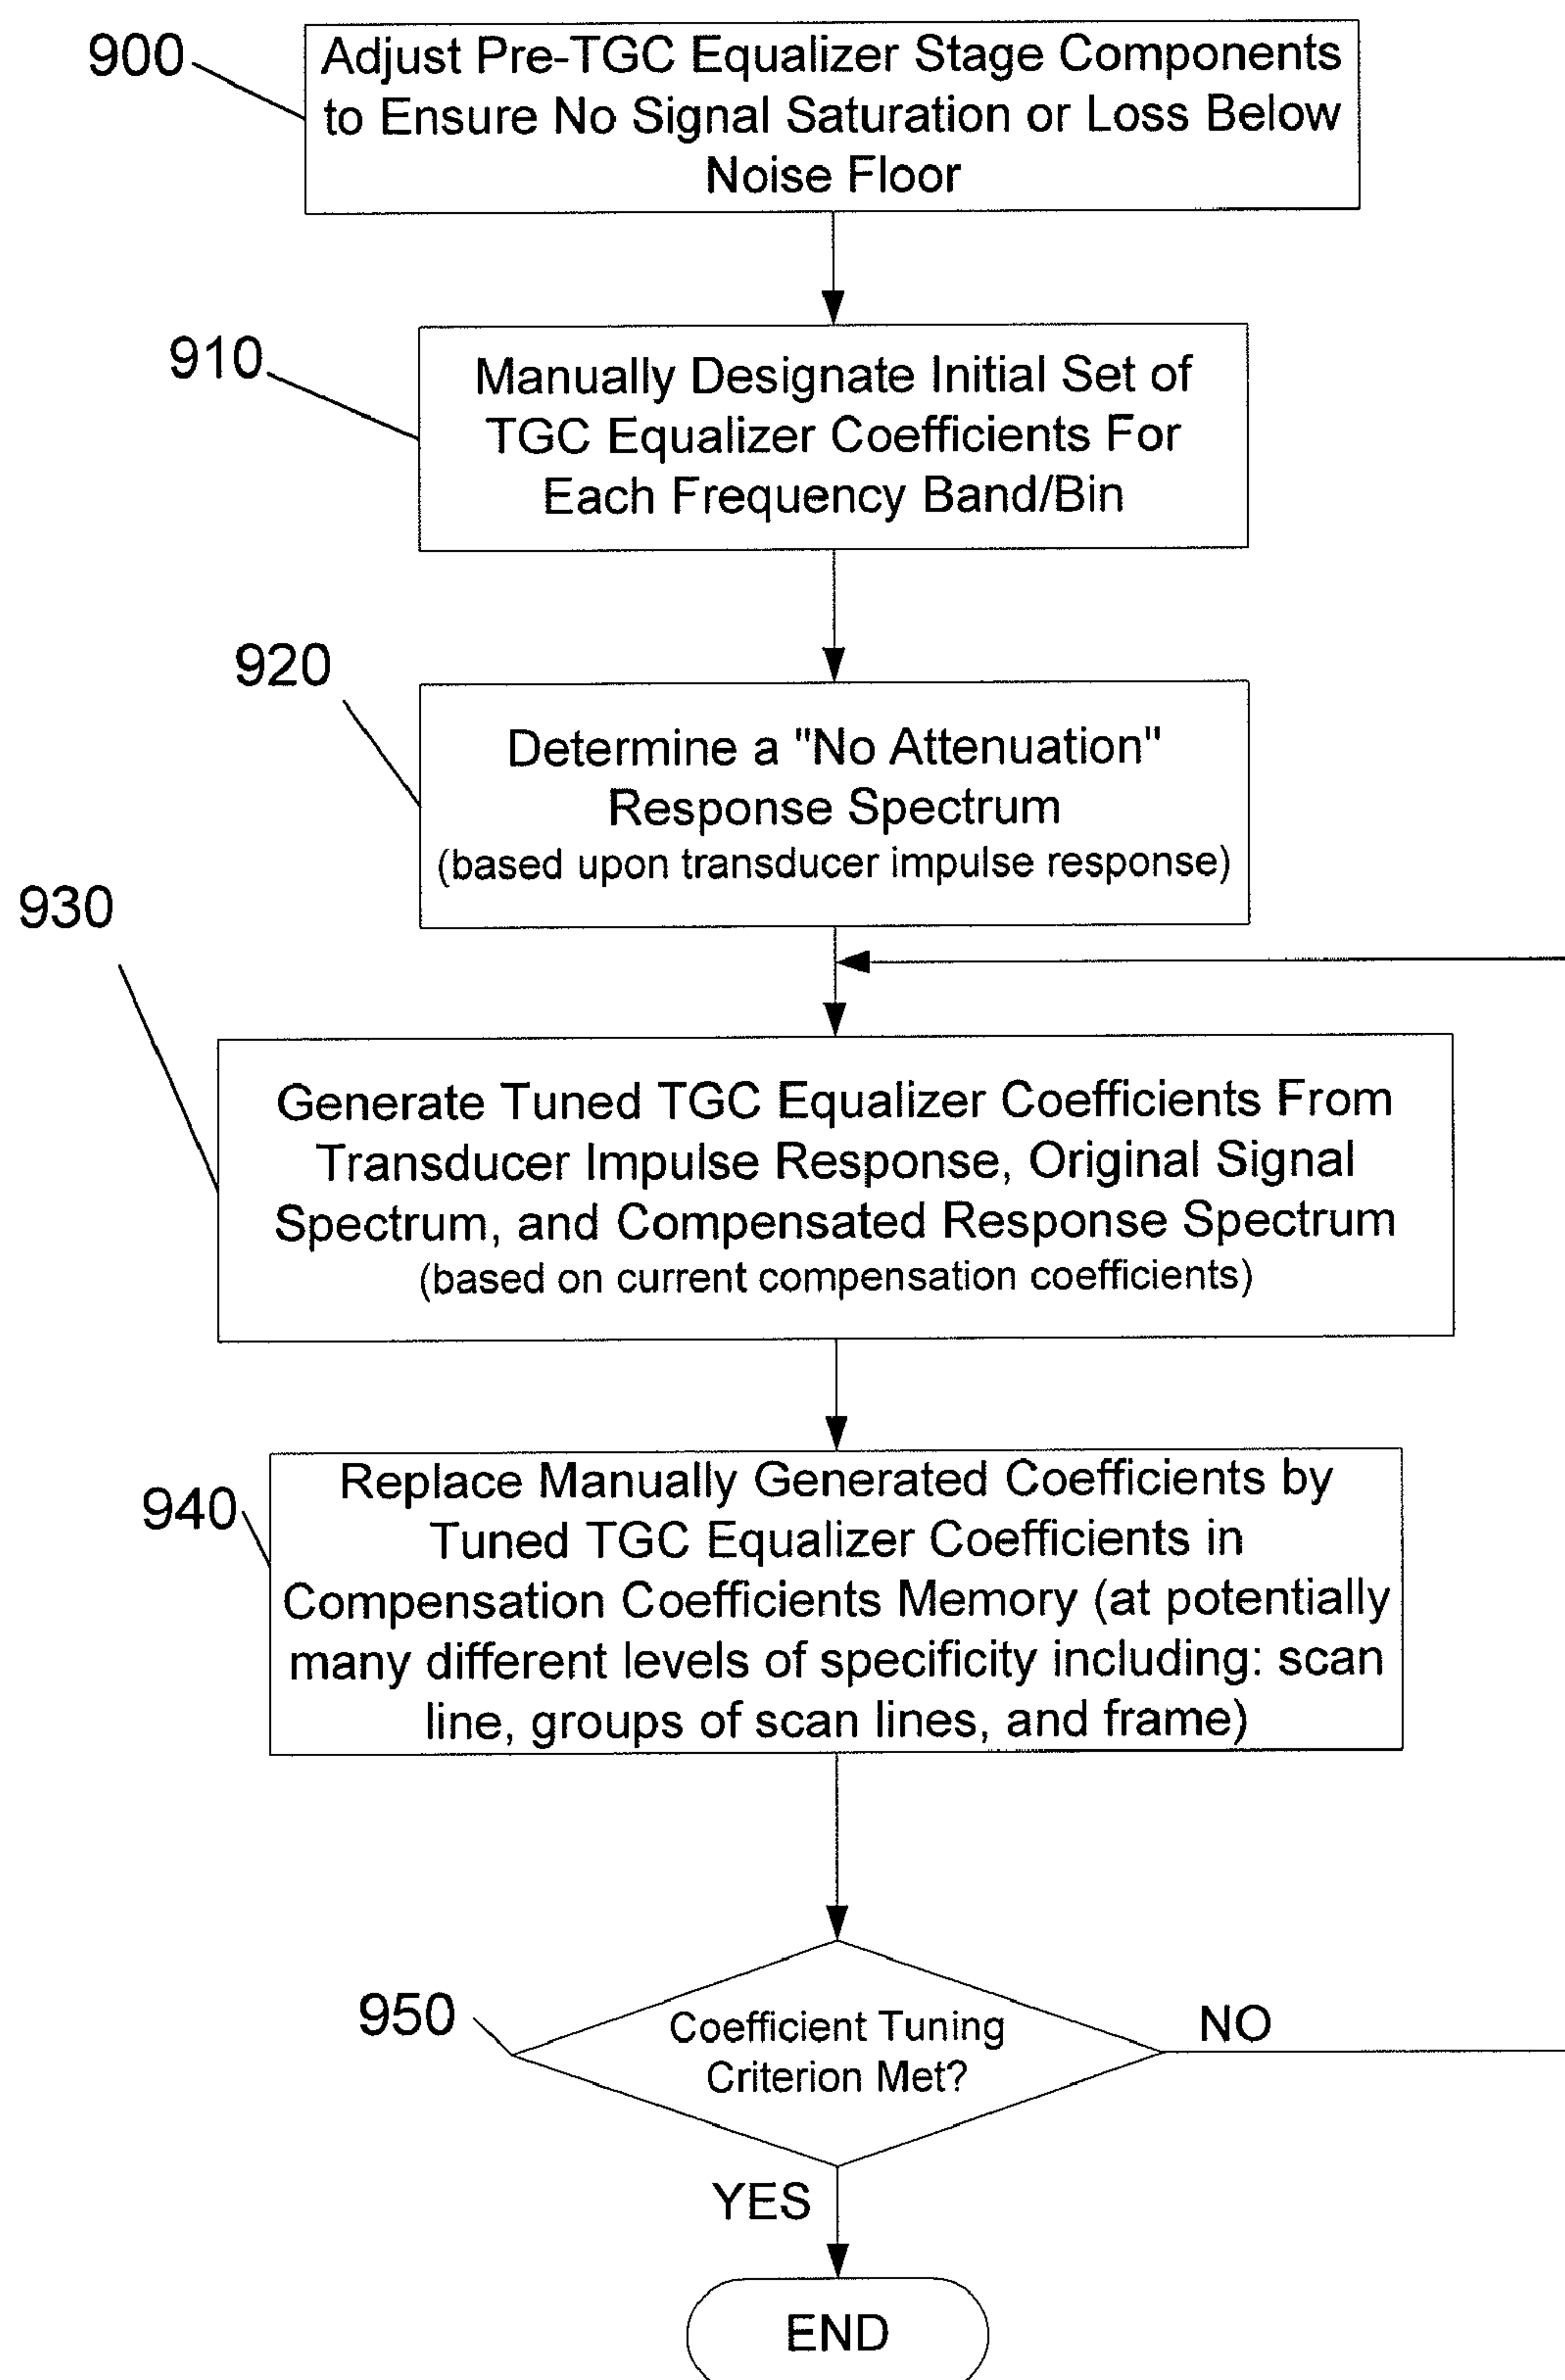 900
Adjust Pre-TGC Equalizer Stage Components
to Ensure No Signal Saturation or Loss Below
Noise Floor
910
Manually Designate Initial Set of
TGC Equalizer Coefficients For
Each Frequency Band/Bin
920
Determine a "No Attenuation"
Response Spectrum
(based upon transducer impulse response)
930
Generate Tuned TGC Equalizer Coefficients From
Transducer Impulse Response, Original Signal
Spectrum, and Compensated Response Spectrum
(based on current compensation coefficients)
940
Replace Manually Generated Coefficients by
Tuned TGC Equalizer Coefficients in
Compensation Coefficients Memory (at potentially
many different levels of specificity including: scan
line, groups of scan lines, and frame)
950
Coefficient Tuning
Criterion Met?
NO
YES
END